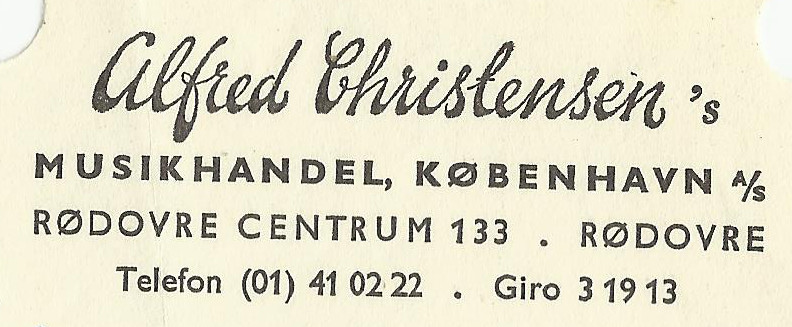 Alfred Christensen's
MUSIKHANDEL, KØBENHAVN A/S
RØDOVRE CENTRUM 133 . RØDOVRE
Telefon (01) 41 02 22 . Giro 3 19 13